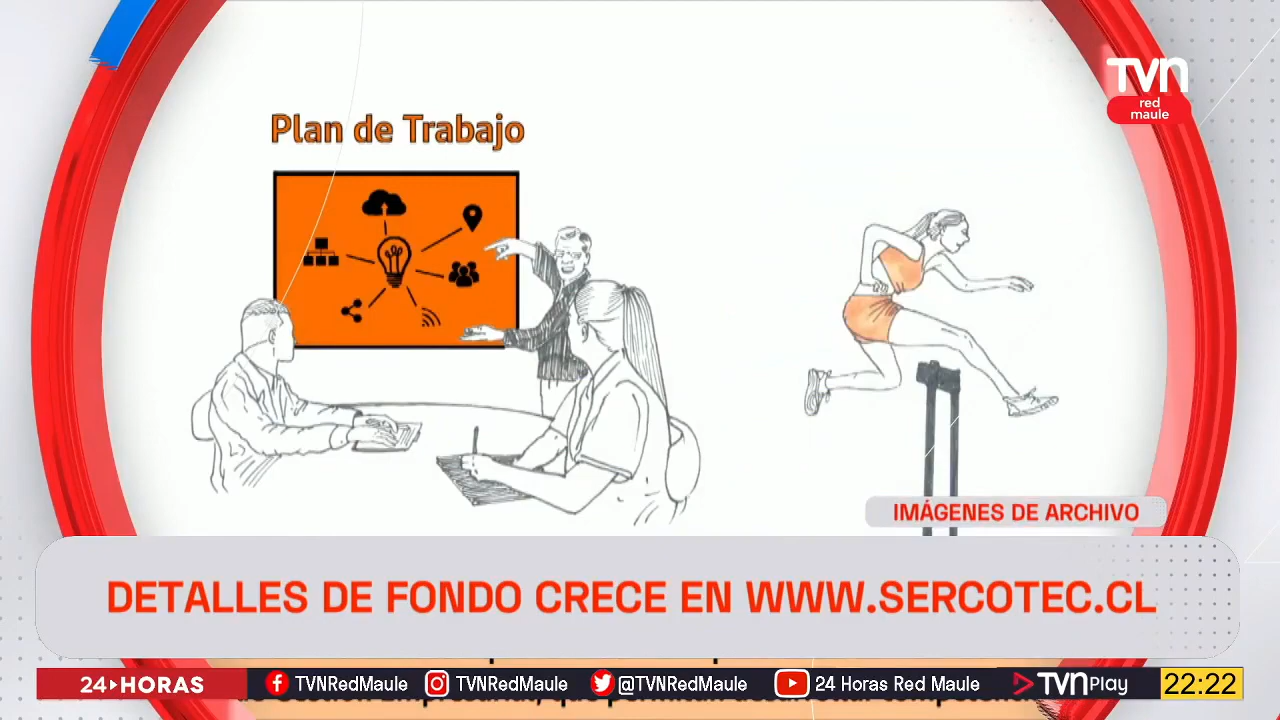 TVN
red
maule
Plan de Trabajo
IMÁGENES DE ARCHIVO
DETALLES DE FONDO CRECE EN WWW.SERCOTEC.CL
24 HORAS TVNRedMaule TVNRedMaule @TVNRedMaule 24 Horas Red Maule TVN Play 22:22